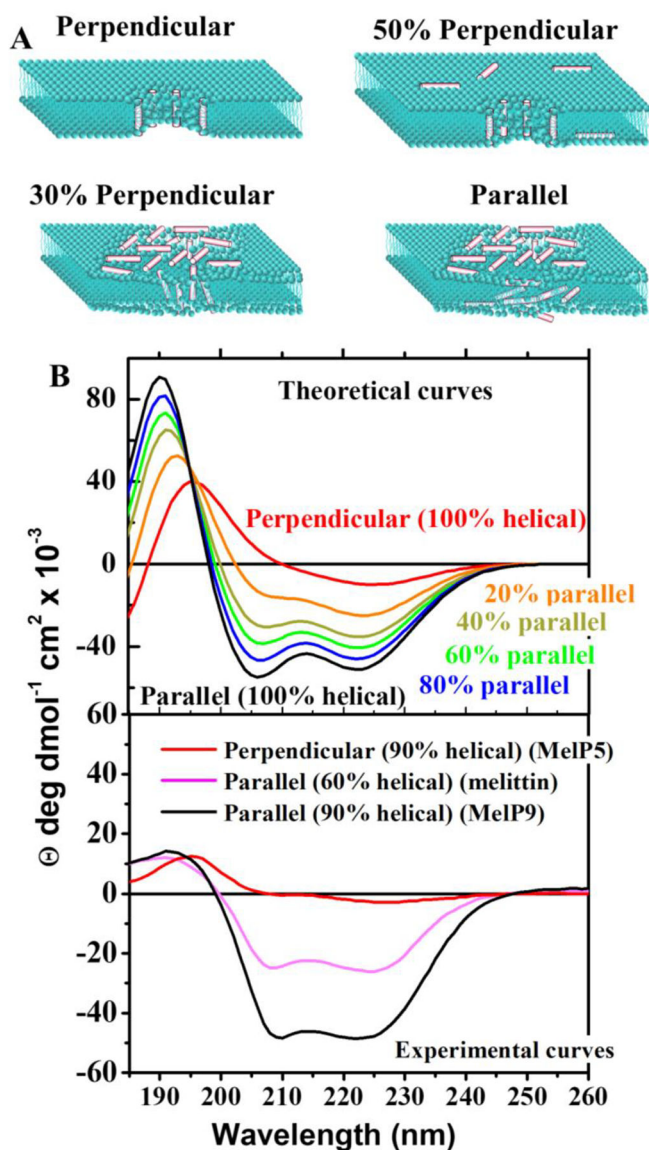 A
Perpendicular
50% Perpendicular
30% Perpendicular
Parallel
B
Theoretical curves
Perpendicular (100% helical)
20% parallel
40% parallel
60% parallel
80% parallel
Parallel (100% helical)
80
40
0
-40
60
Perpendicular (90% helical) (MelP5)
Parallel (60% helical) (melittin)
Parallel (90% helical) (MelP9)
40
20
0
-20
-40
-60
Experimental curves
Θ deg dmol⁻¹ cm² x 10⁻³
190 200 210 220 230 240 250 260
Wavelength (nm)